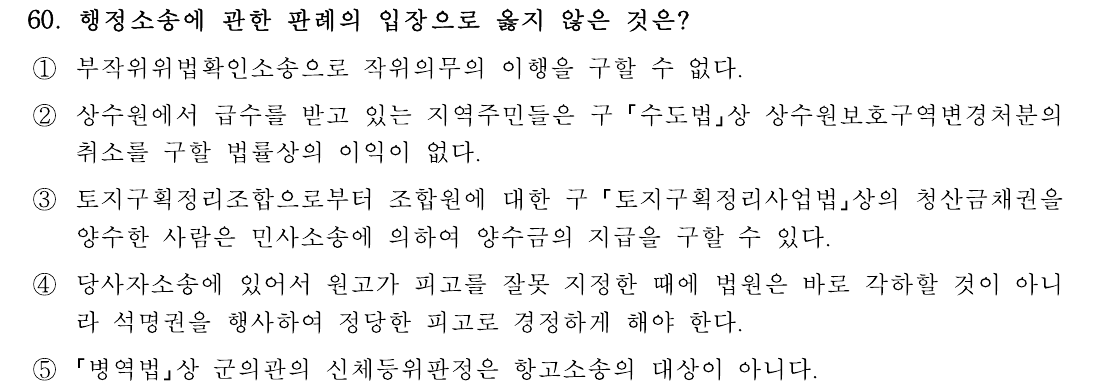 60. 행정소송에 관한 판례의 입장으로 옳지 않은 것은?
① 부작위위법확인소송으로 작위의무의 이행을 구할 수 없다.
② 상수원에서 급수를 받고 있는 지역주민들은 구 「수도법」상 상수원보호구역변경처분의
취소를 구할 법률상의 이익이 없다.
③ 토지구획정리조합으로부터 조합원에 대한 구 「토지구획정리사업법」상의 청산금채권을
양수한 사람은 민사소송에 의하여 양수금의 지급을 구할 수 있다.
④ 당사자소송에 있어서 원고가 피고를 잘못 지정한 때에 법원은 바로 각하할 것이 아니
라 석명권을 행사하여 정당한 피고로 경정하게 해야 한다.
⑤ 「병역법」상 군의관의 신체등위판정은 항고소송의 대상이 아니다.